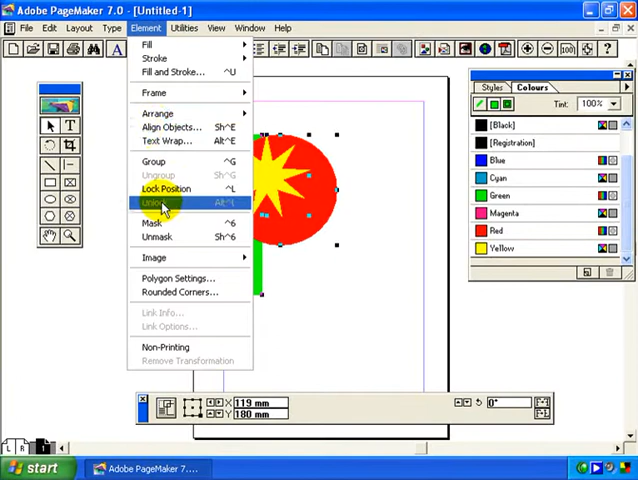 Adobe PageMaker 7.0 - [Untitled-1]
File Edit Layout Type Element Utilities View Window Help
Fill
Stroke
Fill and Stroke... ^U
Frame
Arrange
Align Objects... Sh^E
Text Wrap... Alt^E
Group ^G
Ungroup Sh^G
Lock Position ^L
Unlock Alt^L
Mask ^6
Unmask Sh^6
Image
Polygon Settings...
Rounded Corners...
Link Info...
Link Options...
Non-Printing
Remove Transformation
Styles Colours
Tint: 100%
[Black]
[Registration]
Blue
Cyan
Green
Magenta
Red
Yellow
X 119 mm
Y 180 mm
0°
L R 1
start Adobe PageMaker 7....